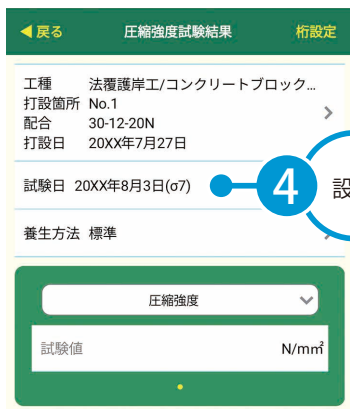 ◀戻る 圧縮強度試験結果 桁設定
工種 法覆護岸工/コンクリートブロック…
打設箇所 No.1
配合 30-12-20N
打設日 20XX年7月27日
試験日 20XX年8月3日(σ7)
4 設
養生方法 標準
圧縮強度
試験値 N/mm²